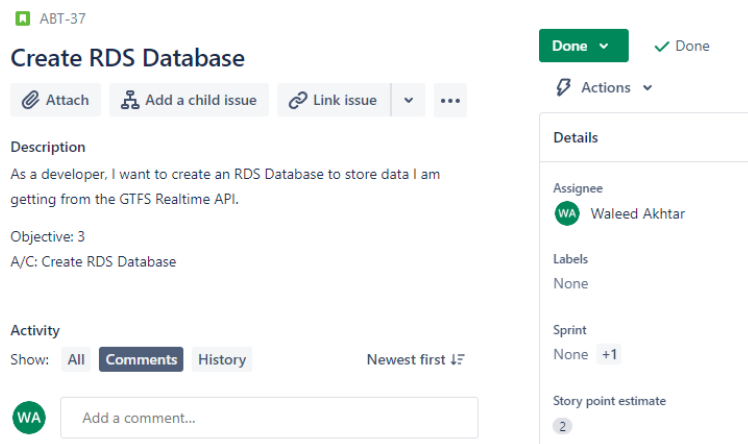 ABT-37
Create RDS Database
Attach
Add a child issue
Link issue
Description
As a developer, I want to create an RDS Database to store data I am
getting from the GTFS Realtime API.
Objective: 3
A/C: Create RDS Database
Activity
Show: All Comments History Newest first
WA Add a comment...
Done Done
Actions
Details
Assignee
WA Waleed Akhtar
Labels
None
Sprint
None +1
Story point estimate
2